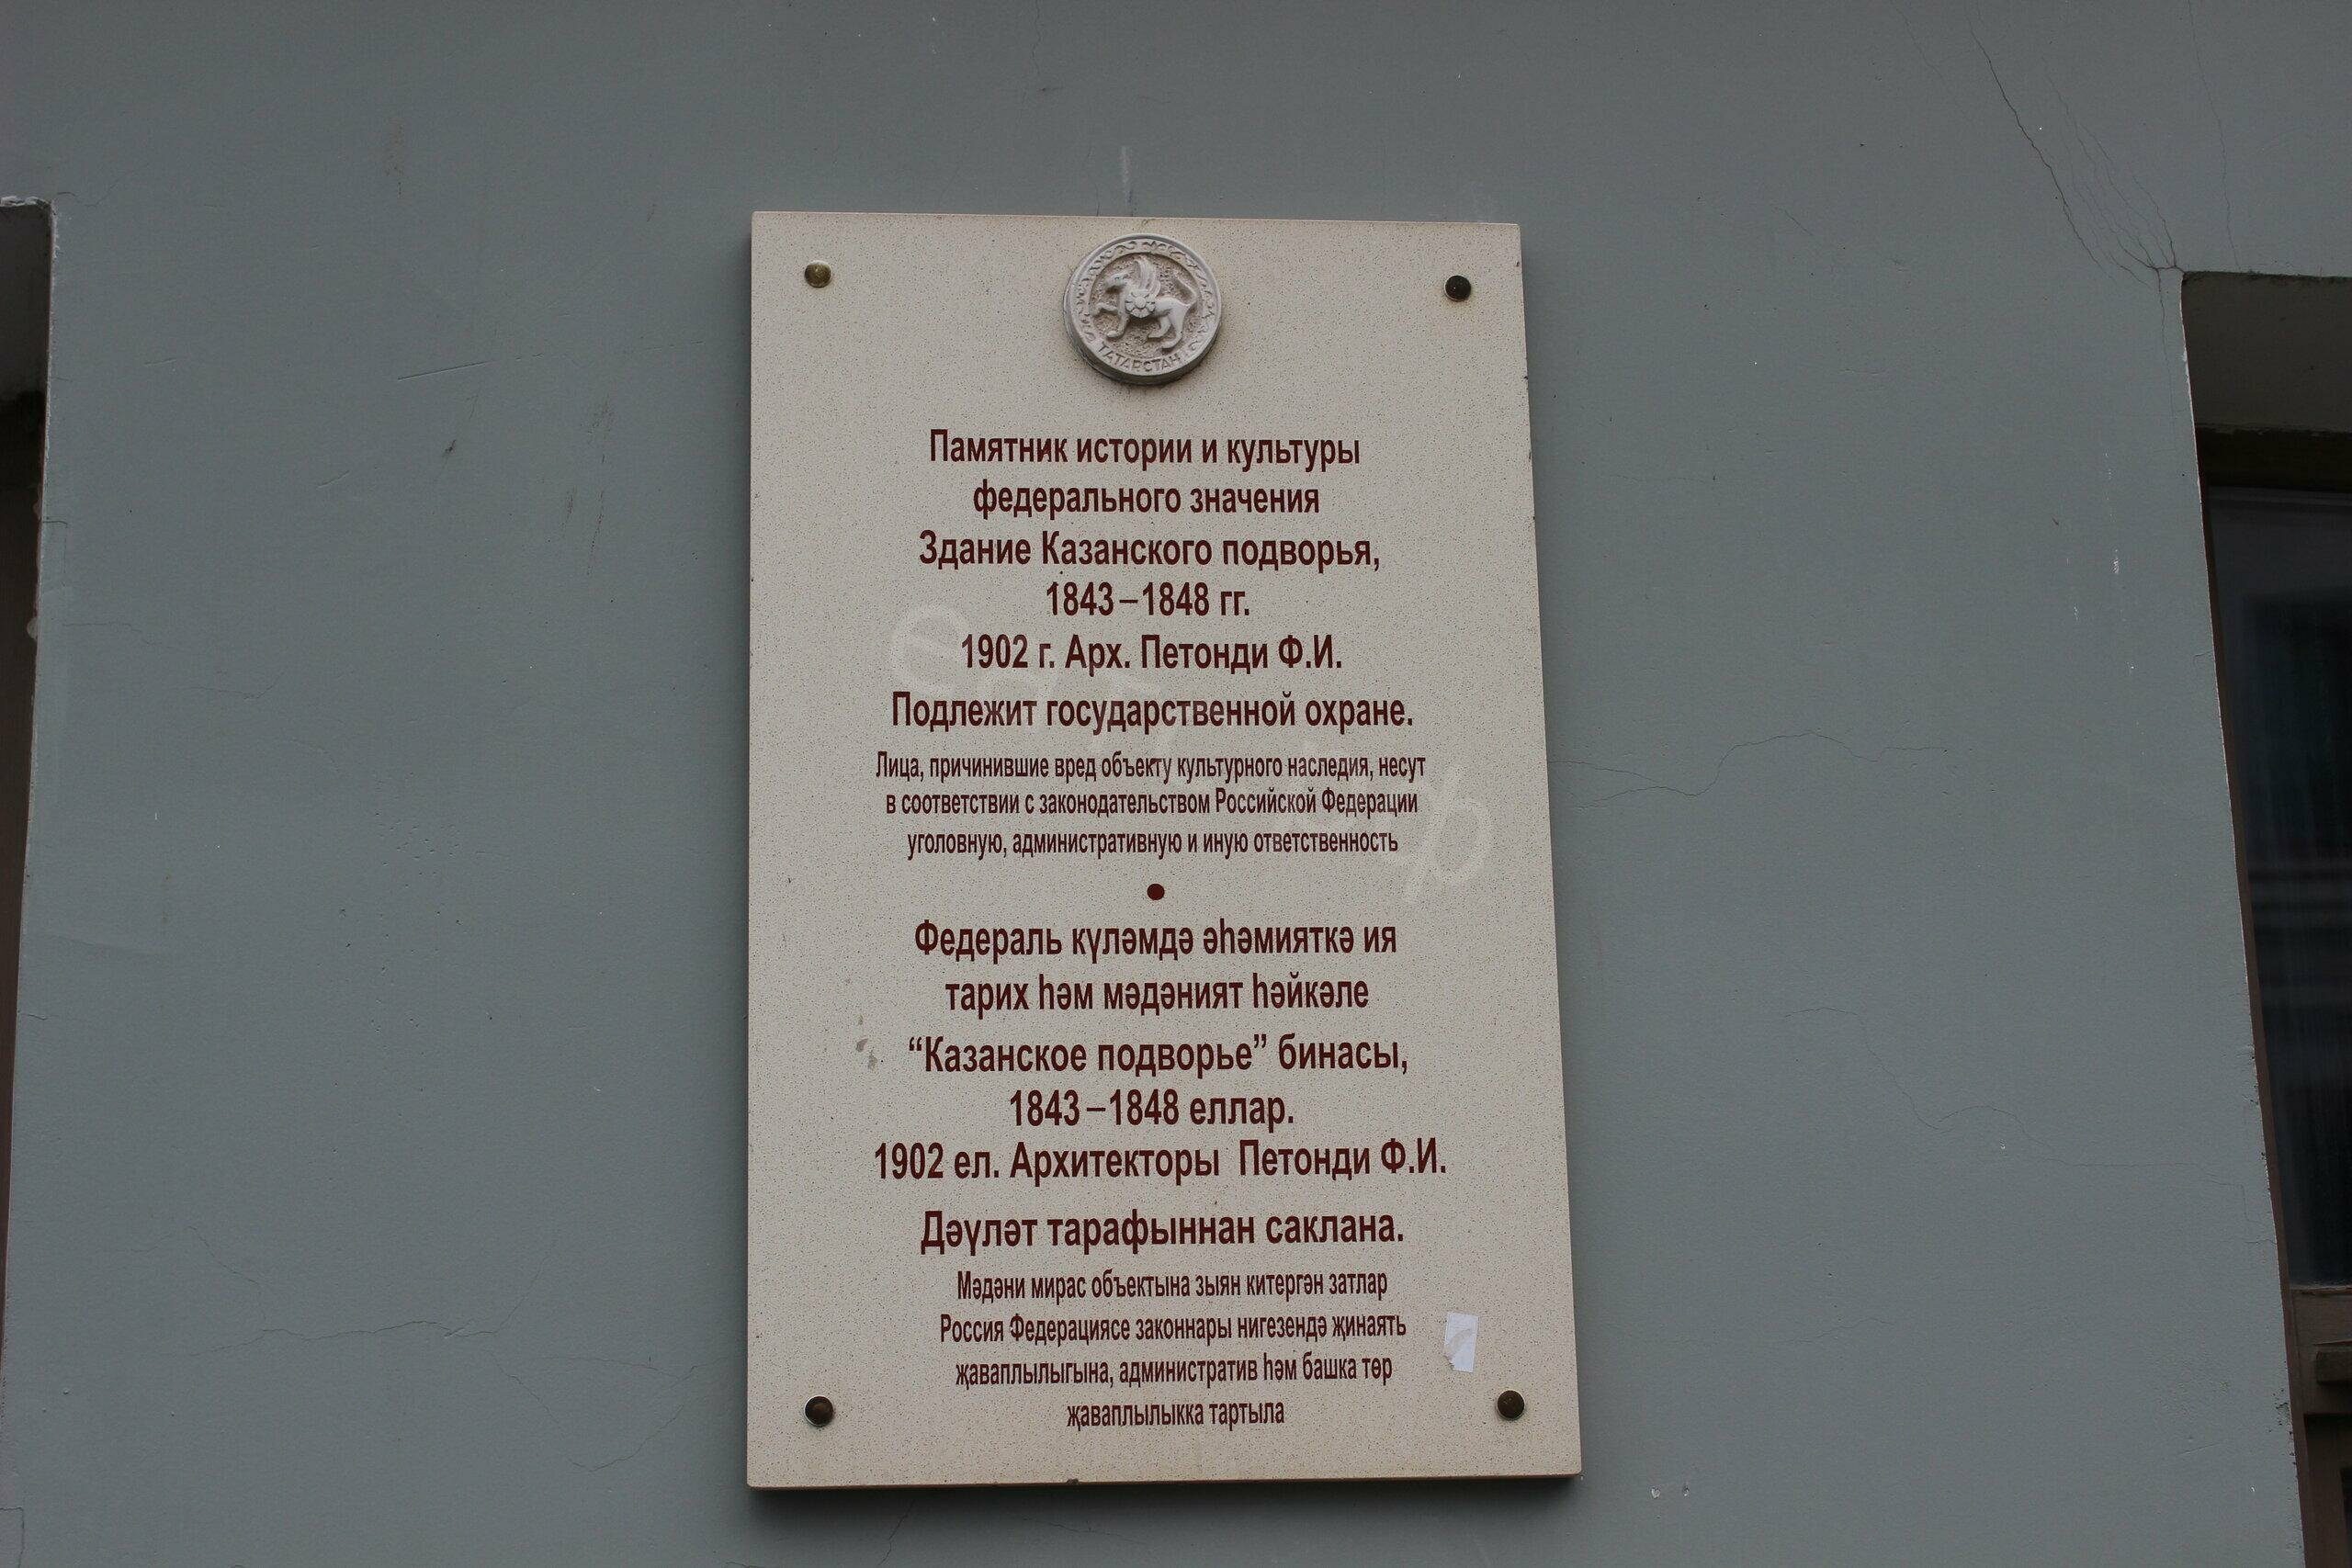 ТАТАРСТАН
Памятник истории и культуры
федерального значения
Здание Казанского подворья,
1843–1848 гг.
1902 г. Арх. Петонди Ф.И.
Подлежит государственной охране.
Лица, причинившие вред объекту культурного наследия, несут
в соответствии с законодательством Российской Федерации
уголовную, административную и иную ответственность
•
Федераль күләмдә әһәмияткә ия
тарих һәм мәдәният һәйкәле
“Казанское подворье” бинасы,
1843–1848 еллар.
1902 ел. Архитекторы Петонди Ф.И.
Дәүләт тарафыннан саклана.
Мәдәни мирас объектына зыян китергән затлар
Россия Федерациясе законнары нигезендә җинаять
җаваплылыгына, административ һәм башка төр
җаваплылыкка тартыла